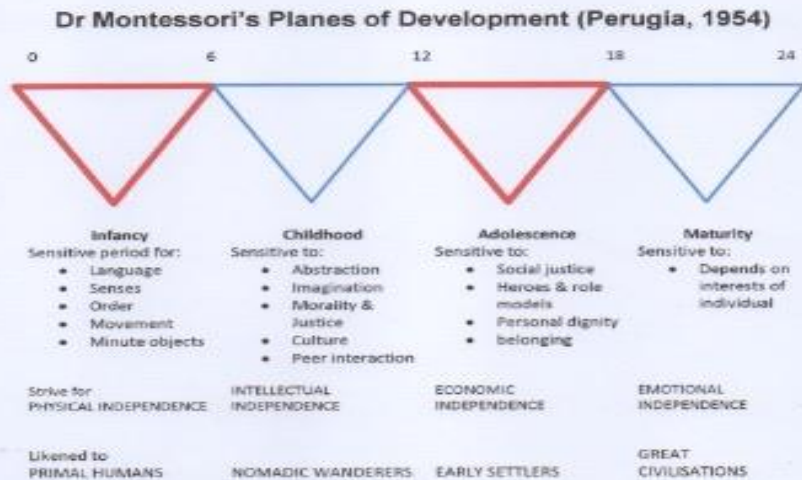 Dr Montessori's Planes of Development (Perugia, 1954)
0 6 12 18 24
Infancy
Sensitive period for:
• Language
• Senses
• Order
• Movement
• Minute objects
Childhood
Sensitive to:
• Abstraction
• Imagination
• Morality &
Justice
• Culture
• Peer interaction
Adolescence
Sensitive to:
• Social justice
• Heroes & role
models
• Personal dignity
• belonging
Maturity
Sensitive to:
• Depends on
interests of
individual
Strive for
PHYSICAL INDEPENDENCE
INTELLECTUAL
INDEPENDENCE
ECONOMIC
INDEPENDENCE
EMOTIONAL
INDEPENDENCE
Likened to
PRIMAL HUMANS
NOMADIC WANDERERS
EARLY SETTLERS
GREAT
CIVILISATIONS